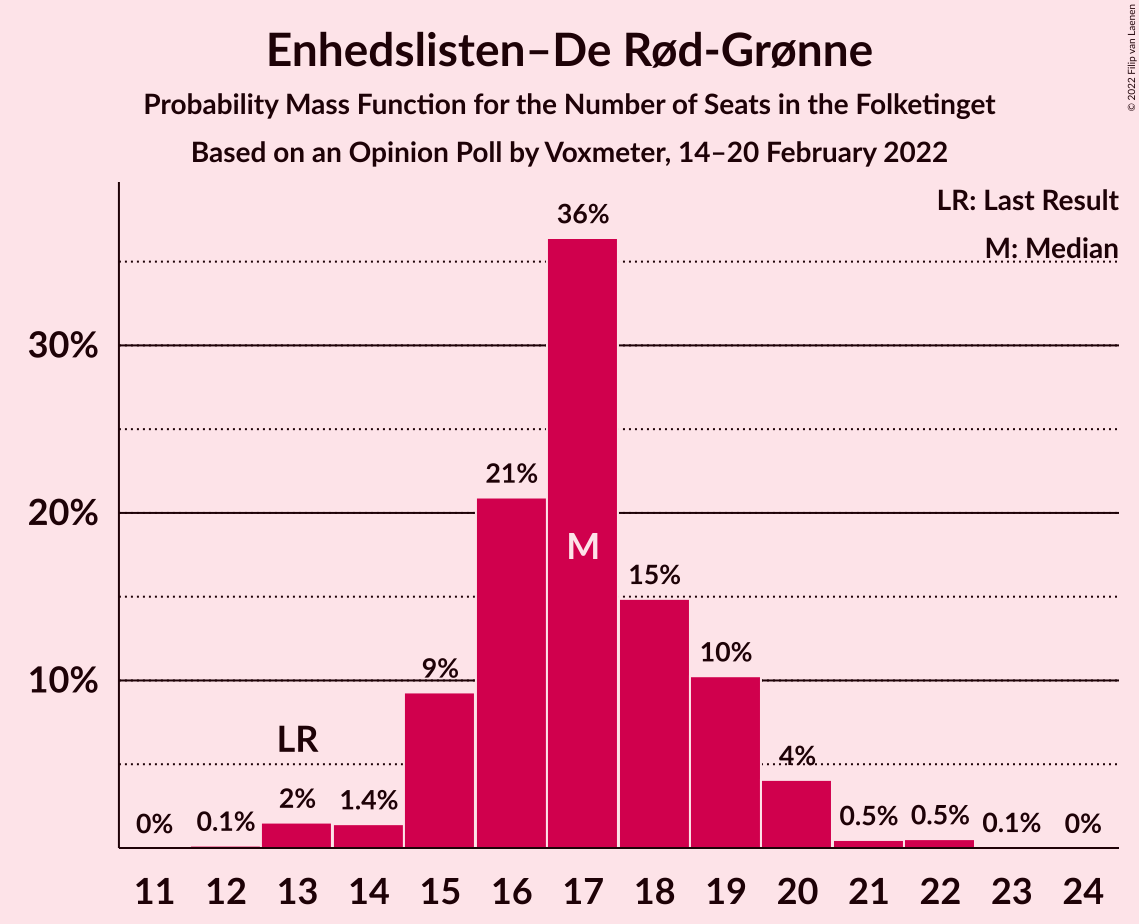 Enhedslisten–De Rød-Grønne
Probability Mass Function for the Number of Seats in the Folketinget
Based on an Opinion Poll by Voxmeter, 14–20 February 2022
© 2022 Filip van Laenen
LR: Last Result
M: Median
36%
30%
21%
20%
M
15%
10%
9%
10%
LR
4%
2%
1.4%
0%
0.1%
0.5%
0.5%
0.1%
0%
11 12 13 14 15 16 17 18 19 20 21 22 23 24